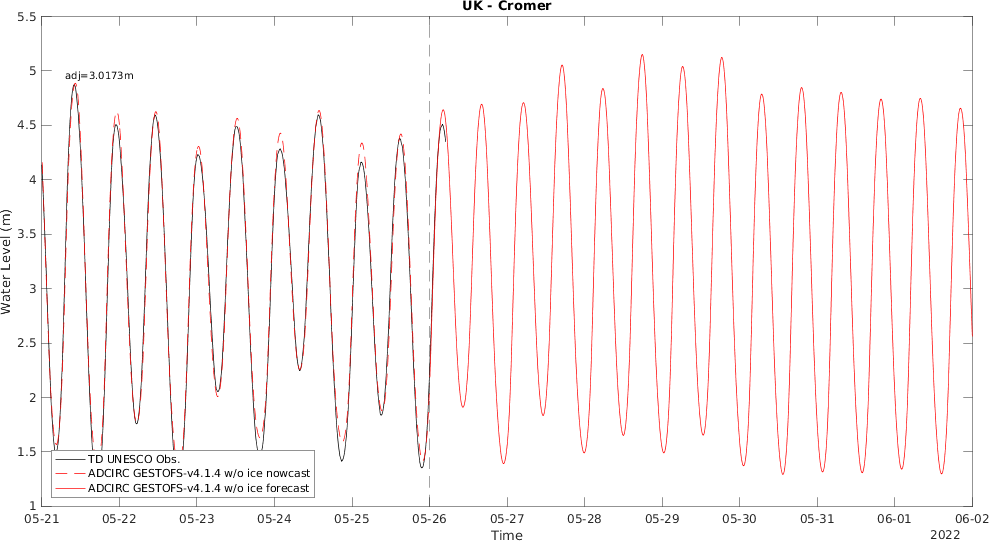 UK - Cromer
adj=3.0173m
5.5
5
4.5
4
3.5
3
2.5
2
1.5
1
Water Level (m)
TD UNESCO Obs.
ADCIRC GESTOFS-v4.1.4 w/o ice nowcast
ADCIRC GESTOFS-v4.1.4 w/o ice forecast
05-21 05-22 05-23 05-24 05-25 05-26 05-27 05-28 05-29 05-30 05-31 06-01 06-02
Time
2022